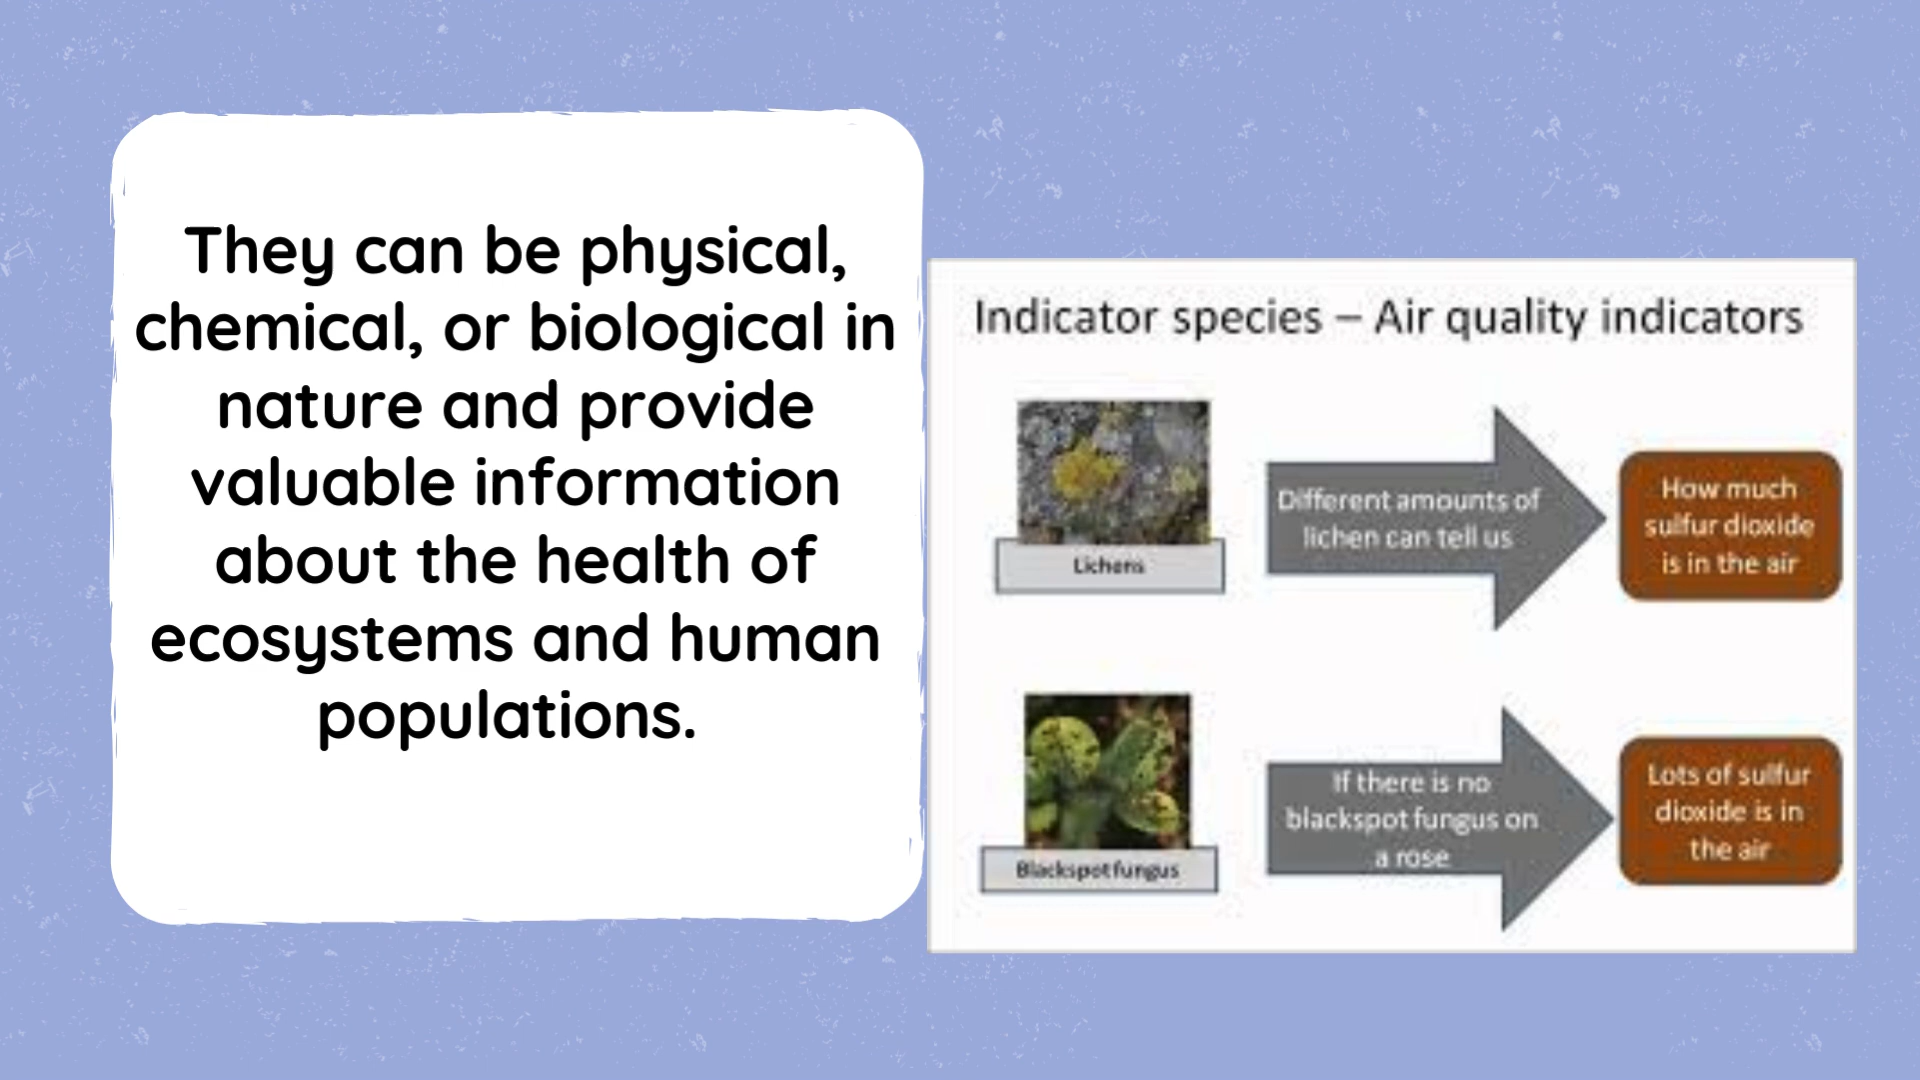 They can be physical,
chemical, or biological in
nature and provide
valuable information
about the health of
ecosystems and human
populations.
Indicator species – Air quality indicators
Lichens
Different amounts of
lichen can tell us
How much
sulfur dioxide
is in the air
Blackspot fungus
If there is no
blackspot fungus on
a rose
Lots of sulfur
dioxide is in
the air